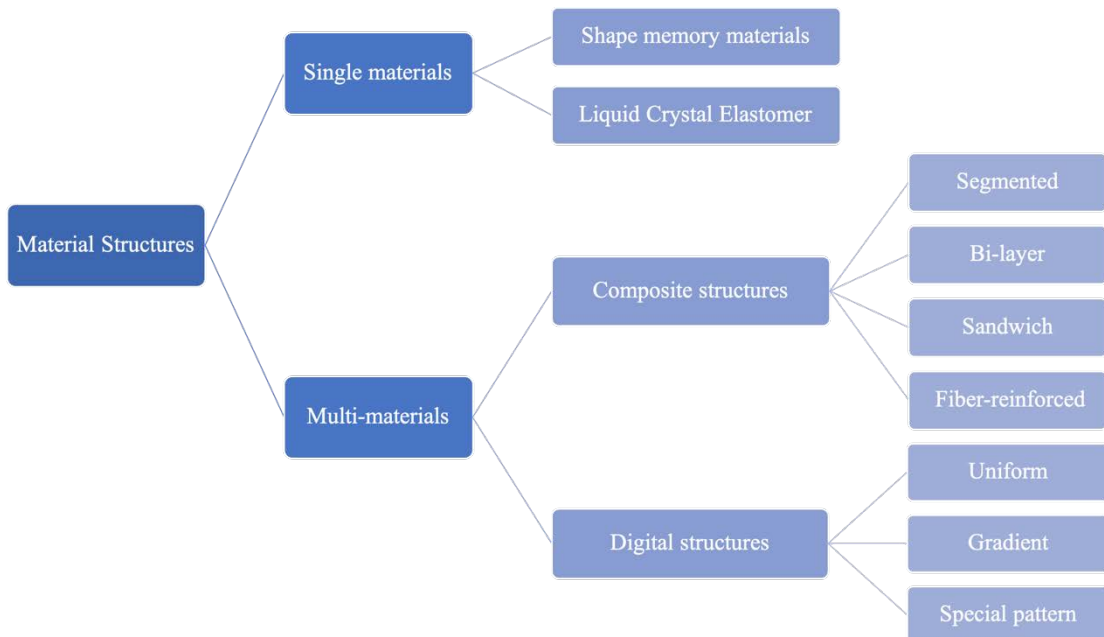 Material Structures
Single materials
Shape memory materials
Liquid Crystal Elastomer
Multi-materials
Composite structures
Segmented
Bi-layer
Sandwich
Fiber-reinforced
Digital structures
Uniform
Gradient
Special pattern